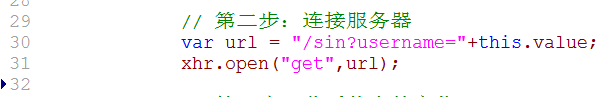 29 // 第二步：连接服务器
30 var url = "/sin?username="+this.value;
31 xhr.open("get",url);
32